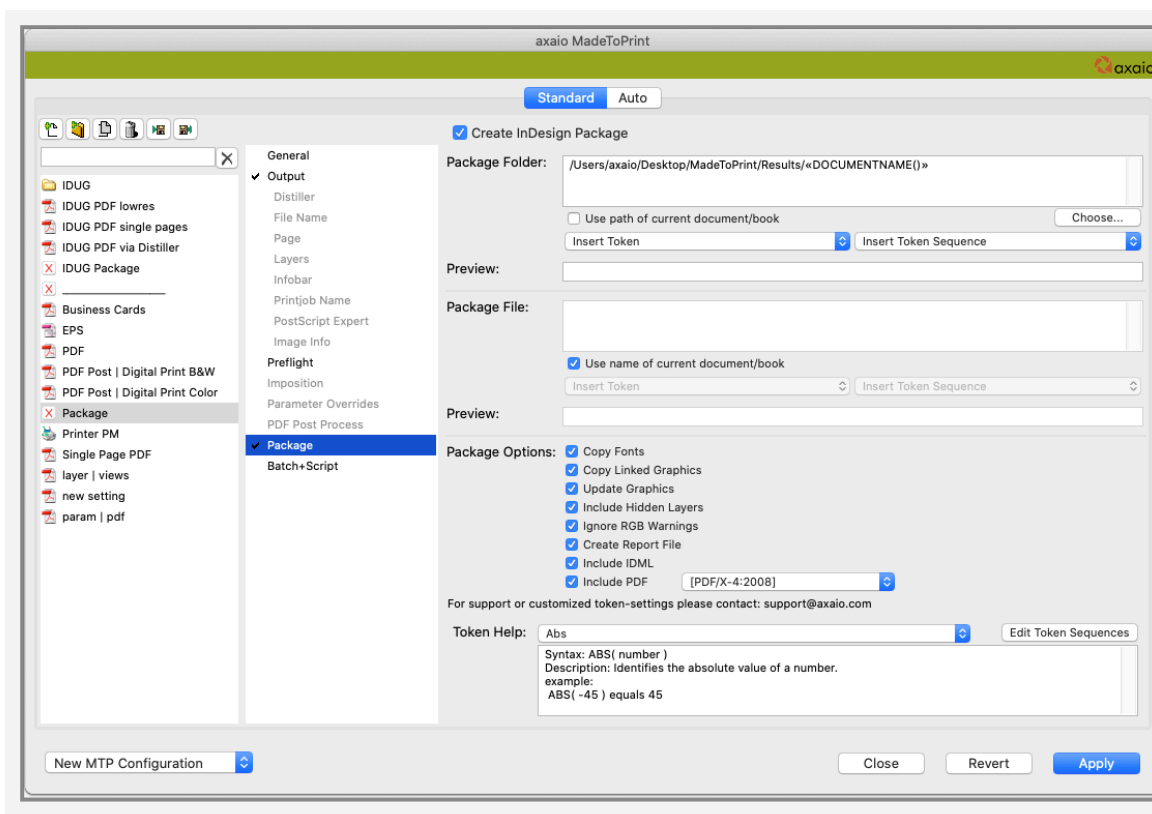 axaio MadeToPrint
axaio
Standard
Auto
Create InDesign Package
Package Folder:
/Users/axaio/Desktop/MadeToPrint/Results/«DOCUMENTNAME()»
Use path of current document/book
Choose...
Insert Token
Insert Token Sequence
Preview:
Package File:
Use name of current document/book
Insert Token
Insert Token Sequence
Preview:
Package Options:
Copy Fonts
Copy Linked Graphics
Update Graphics
Include Hidden Layers
Ignore RGB Warnings
Create Report File
Include IDML
Include PDF
[PDF/X-4:2008]
For support or customized token-settings please contact: support@axaio.com
Token Help:
Abs
Edit Token Sequences
Syntax: ABS( number )
Description: Identifies the absolute value of a number.
example:
ABS( -45 ) equals 45
IDUG
IDUG PDF lowres
IDUG PDF single pages
IDUG PDF via Distiller
IDUG Package
_________________
Business Cards
EPS
PDF
PDF Post | Digital Print B&W
PDF Post | Digital Print Color
Package
Printer PM
Single Page PDF
layer | views
new setting
param | pdf
General
Output
Distiller
File Name
Page
Layers
Infobar
Printjob Name
PostScript Expert
Image Info
Preflight
Imposition
Parameter Overrides
PDF Post Process
Package
Batch+Script
New MTP Configuration
Close
Revert
Apply